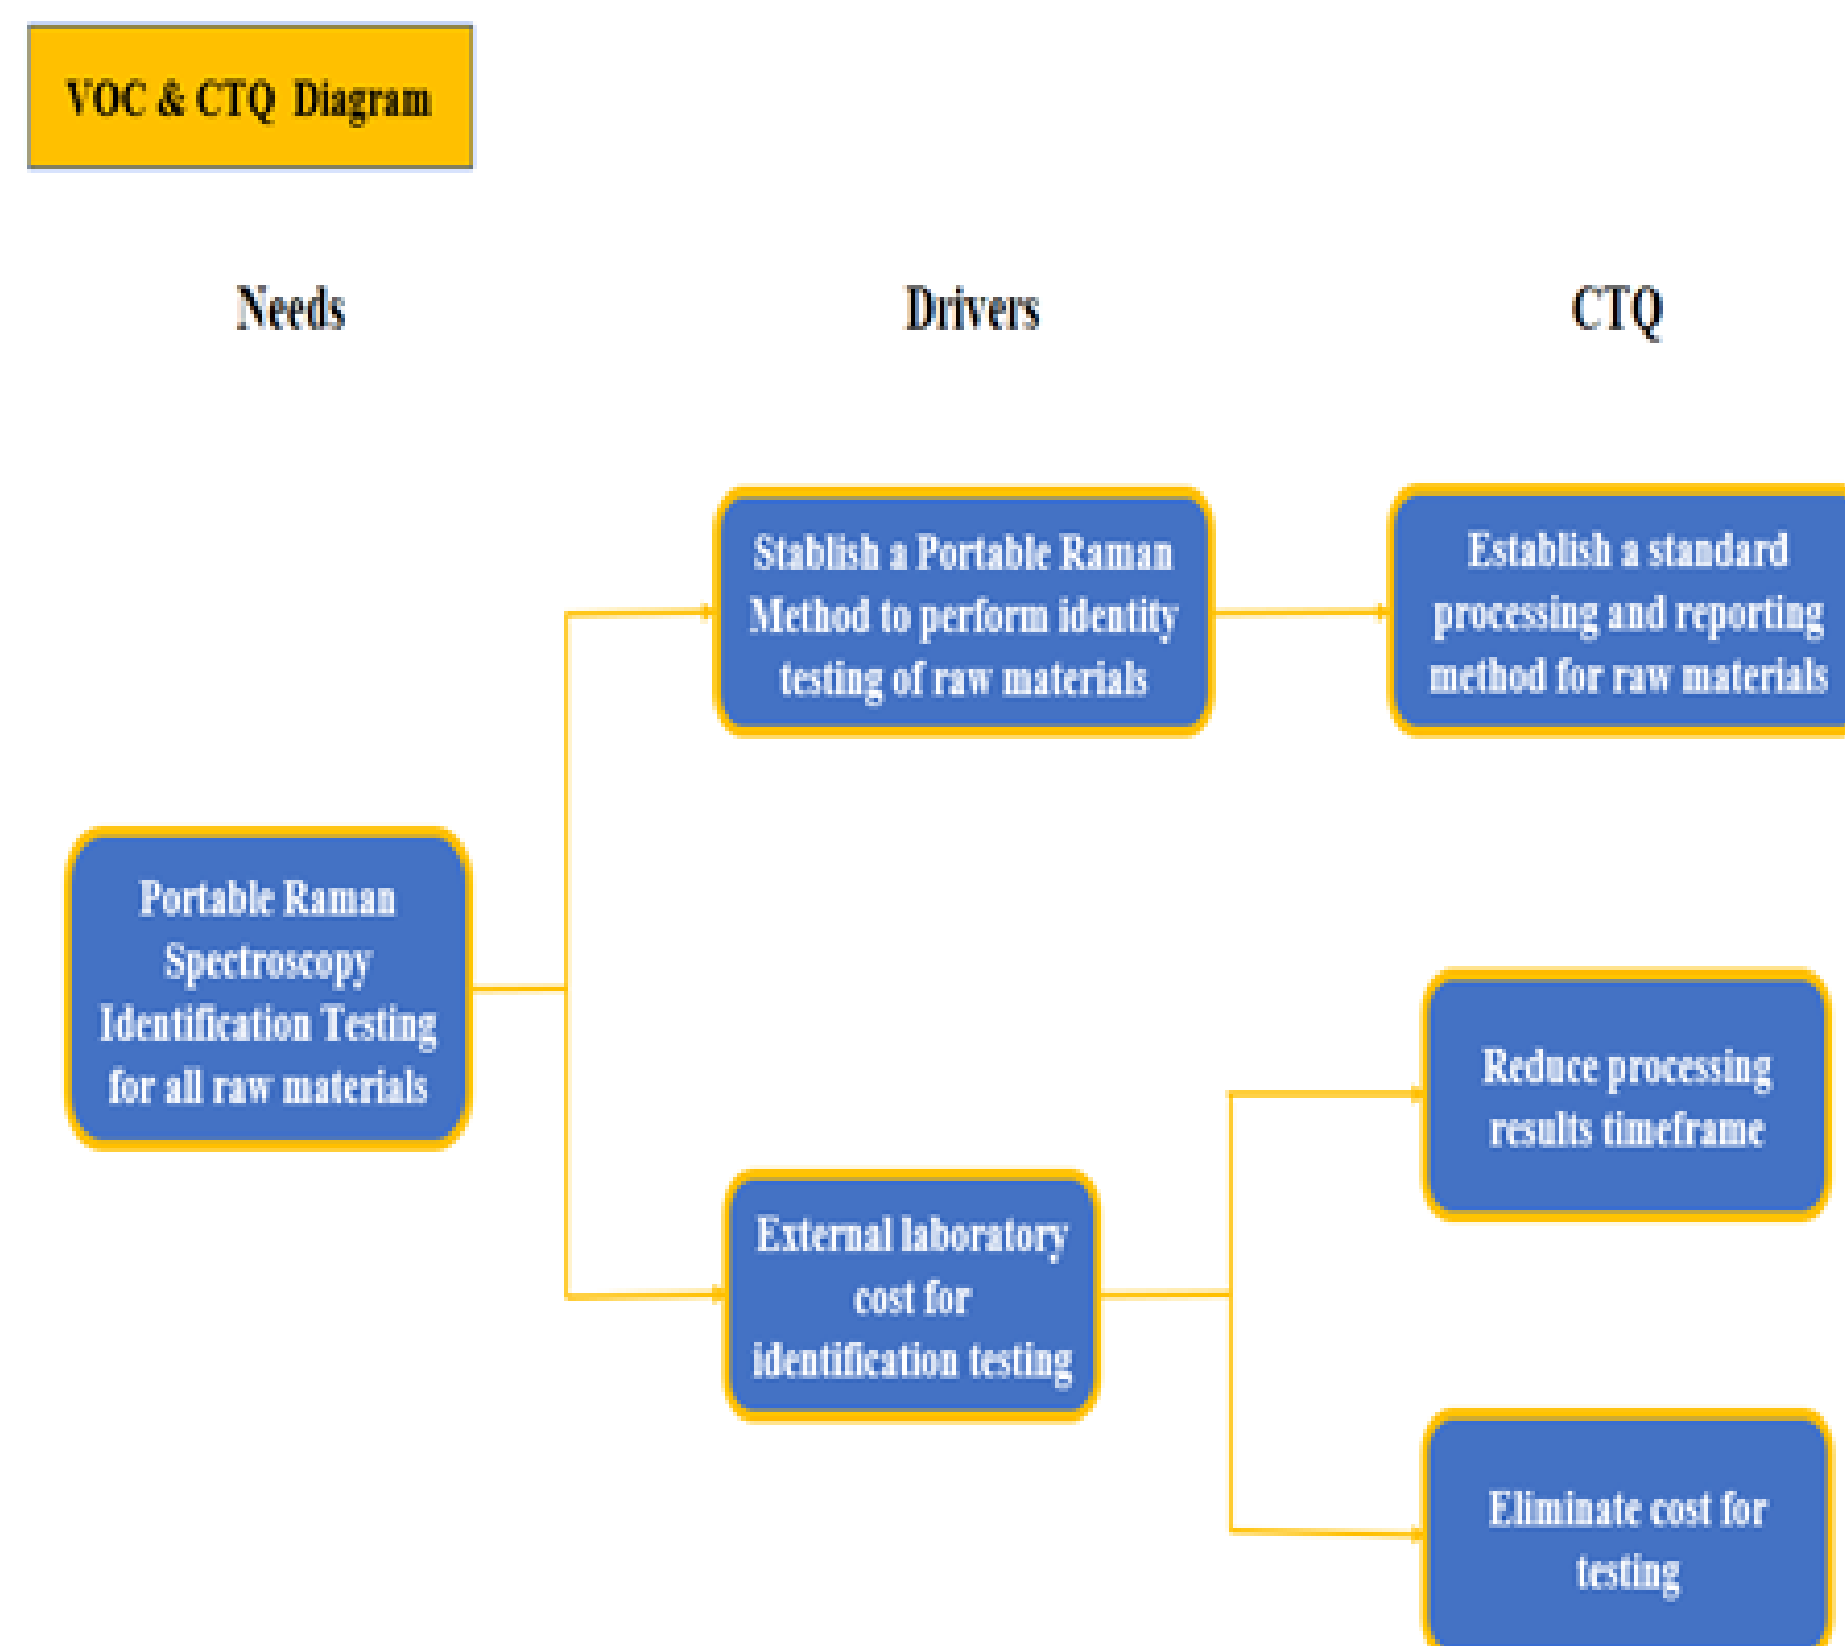 VOC & CTQ Diagram
Needs
Drivers
CTQ
Stablish a Portable Raman
Method to perform identity
testing of raw materials
Establish a standard
processing and reporting
method for raw materials
Portable Raman
Spectroscopy
Identification Testing
for all raw materials
External laboratory
cost for
identification testing
Reduce processing
results timeframe
Eliminate cost for
testing